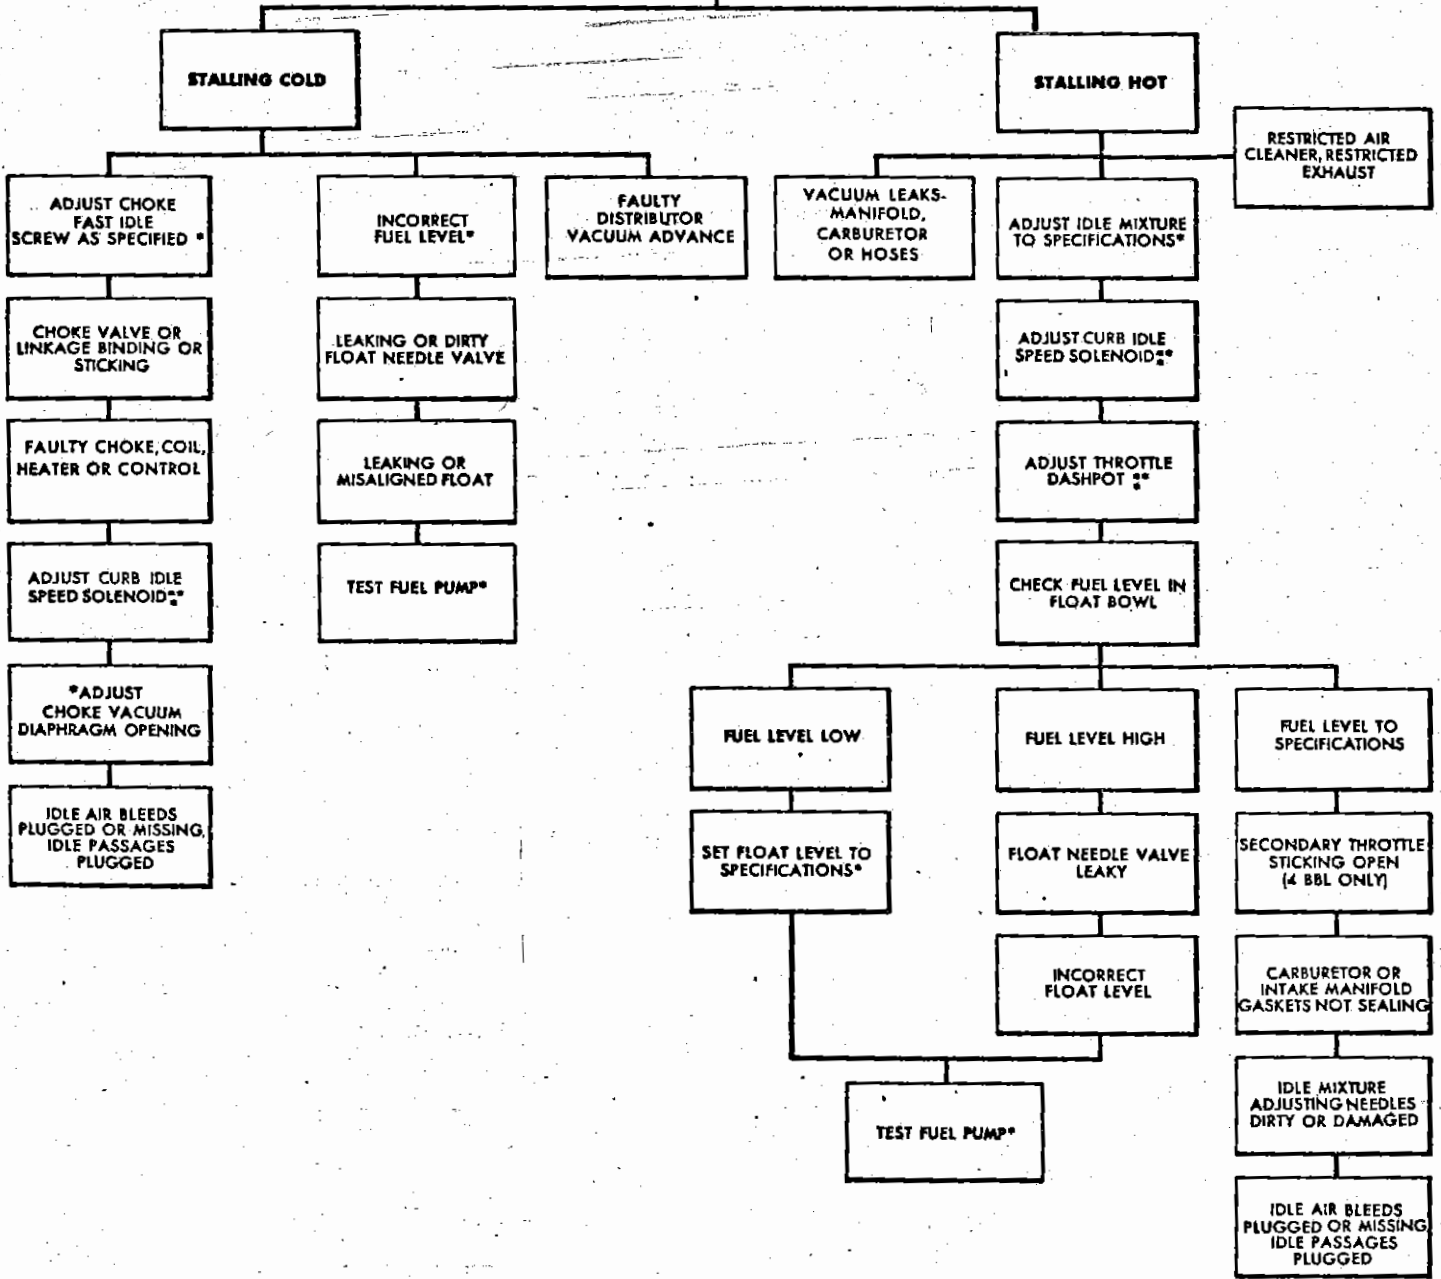 STALLING COLD
STALLING HOT
RESTRICTED AIR
CLEANER, RESTRICTED
EXHAUST
ADJUST CHOKE
FAST IDLE
SCREW AS SPECIFIED *
INCORRECT
FUEL LEVEL*
FAULTY
DISTRIBUTOR
VACUUM ADVANCE
VACUUM LEAKS-
MANIFOLD,
CARBURETOR
OR HOSES
ADJUST IDLE MIXTURE
TO SPECIFICATIONS*
CHOKE VALVE OR
LINKAGE BINDING OR
STICKING
LEAKING OR DIRTY
FLOAT NEEDLE VALVE
ADJUST CURB IDLE
SPEED SOLENOID***
FAULTY CHOKE, COIL,
HEATER OR CONTROL
LEAKING OR
MISALIGNED FLOAT
ADJUST THROTTLE
DASHPOT ***
ADJUST CURB IDLE
SPEED SOLENOID***
TEST FUEL PUMP*
CHECK FUEL LEVEL IN
FLOAT BOWL
*ADJUST
CHOKE VACUUM
DIAPHRAGM OPENING
FUEL LEVEL LOW
FUEL LEVEL HIGH
FUEL LEVEL TO
SPECIFICATIONS
IDLE AIR BLEEDS
PLUGGED OR MISSING,
IDLE PASSAGES
PLUGGED
SET FLOAT LEVEL TO
SPECIFICATIONS*
FLOAT NEEDLE VALVE
LEAKY
SECONDARY THROTTLE
STICKING OPEN
(4 BBL ONLY)
INCORRECT
FLOAT LEVEL
CARBURETOR OR
INTAKE MANIFOLD
GASKETS NOT SEALING
TEST FUEL PUMP*
IDLE MIXTURE
ADJUSTING NEEDLES
DIRTY OR DAMAGED
IDLE AIR BLEEDS
PLUGGED OR MISSING
IDLE PASSAGES
PLUGGED